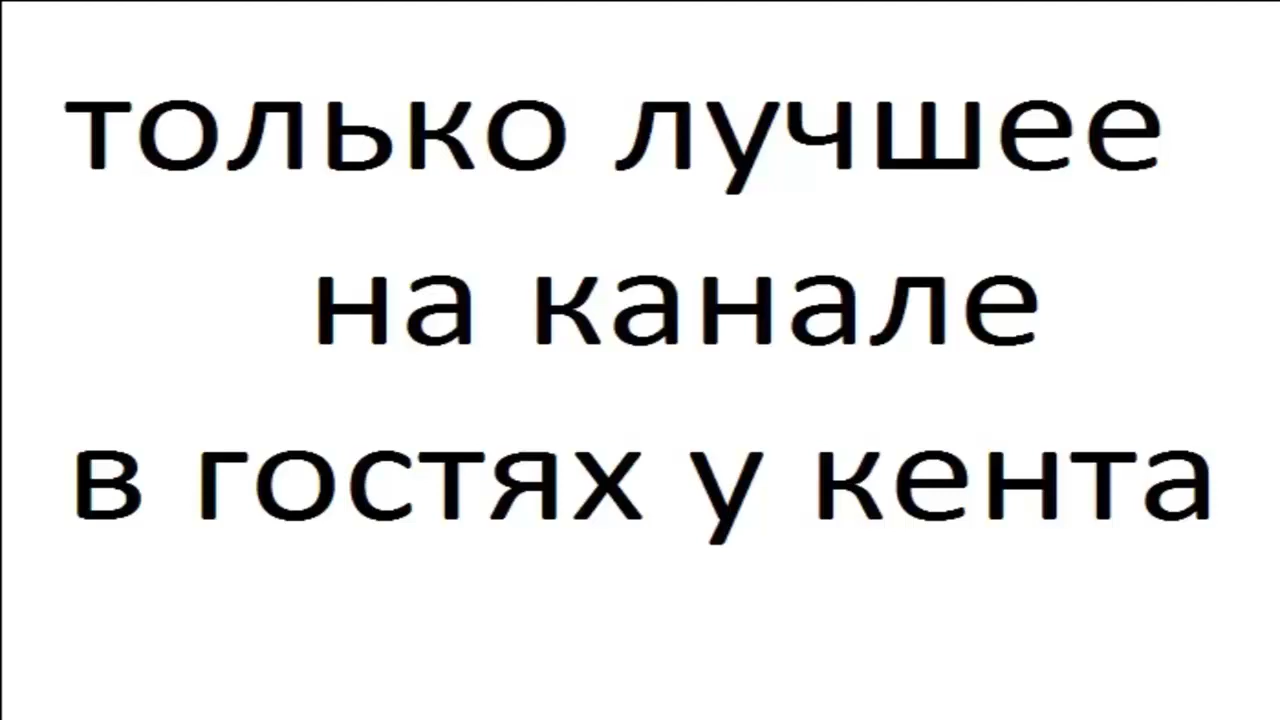 только лучшее
на канале
в гостях у кента